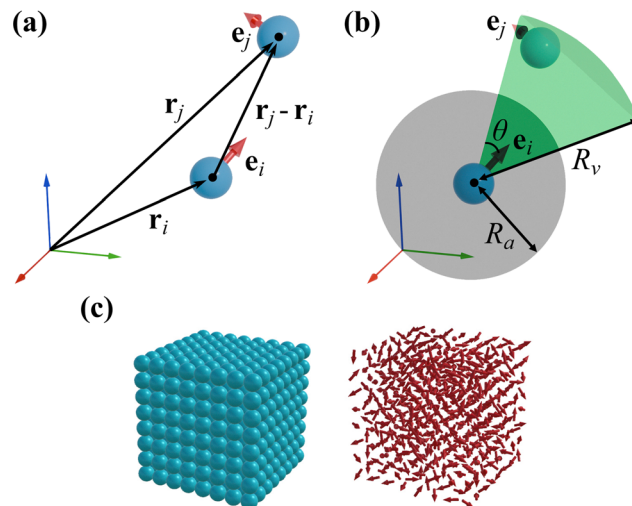 (a)
e_j
r_j
r_j - r_i
e_i
r_i
(b)
e_j
θ
e_i
R_v
R_a
(c)